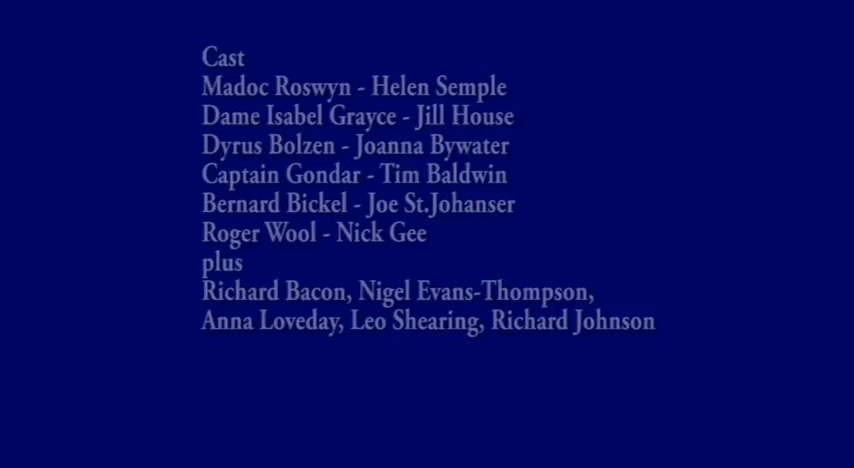 Cast
Madoc Roswyn - Helen Semple
Dame Isabel Grayce - Jill House
Dyrus Bolzen - Joanna Bywater
Captain Gondar - Tim Baldwin
Bernard Bickel - Joe St.Johanser
Roger Wool - Nick Gee
plus
Richard Bacon, Nigel Evans-Thompson,
Anna Loveday, Leo Shearing, Richard Johnson